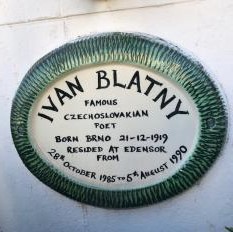 IVAN BLATNY
FAMOUS
CZECHOSLOVAKIAN
POET
BORN BRNO 21-12-1919
RESIDED AT EDENSOR
FROM
28TH OCTOBER 1985 TO 5TH AUGUST 1990